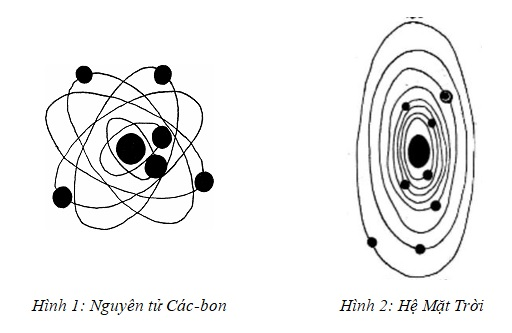 Hình 1: Nguyên tử Các-bon
Hình 2: Hệ Mặt Trời